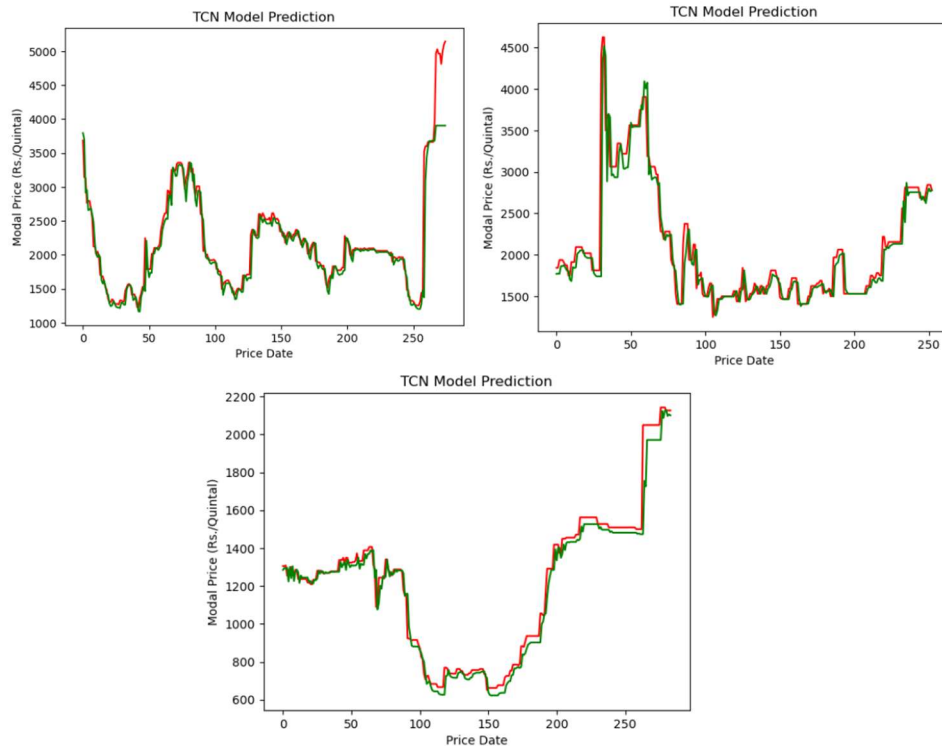 TCN Model Prediction
Modal Price (Rs./Quintal)
5000
4500
4000
3500
3000
2500
2000
1500
1000
0 50 100 150 200 250
Price Date
TCN Model Prediction
Modal Price (Rs./Quintal)
4500
4000
3500
3000
2500
2000
1500
0 50 100 150 200 250
Price Date
TCN Model Prediction
Modal Price (Rs./Quintal)
2200
2000
1800
1600
1400
1200
1000
800
600
0 50 100 150 200 250
Price Date